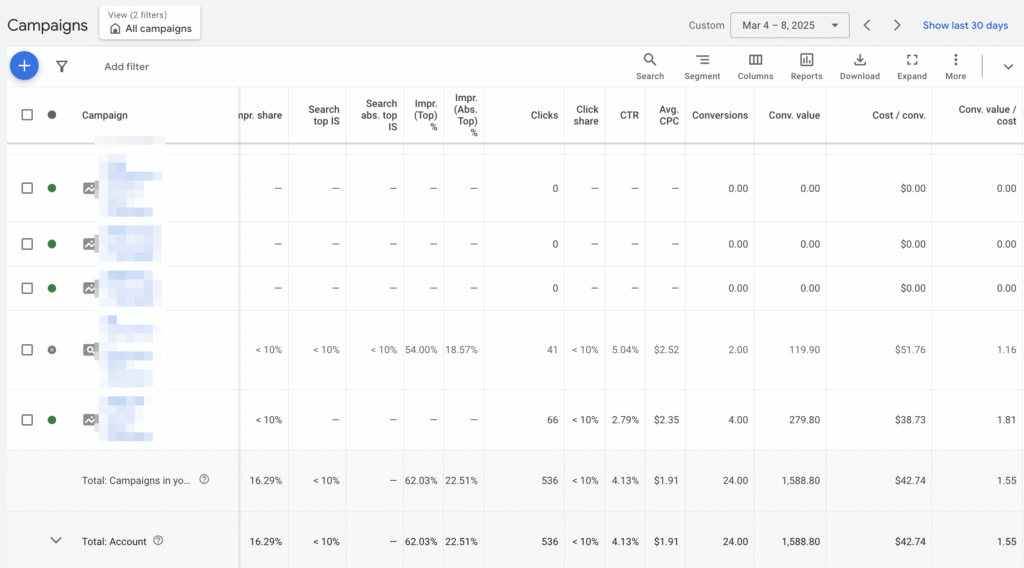 Campaigns
View (2 filters)
All campaigns
Custom
Mar 4 – 8, 2025
Show last 30 days
Add filter
Search
Segment
Columns
Reports
Download
Expand
More
Campaign
mpr. share
Search top IS
Search abs. top IS
Impr. (Top) %
Impr. (Abs. Top) %
Clicks
Click share
CTR
Avg. CPC
Conversions
Conv. value
Cost / conv.
Conv. value / cost
— — — — — 0 — — — 0.00 0.00 $0.00 0.00
— — — — — 0 — — — 0.00 0.00 $0.00 0.00
— — — — — 0 — — — 0.00 0.00 $0.00 0.00
< 10% < 10% < 10% 54.00% 18.57% 41 < 10% 5.04% $2.52 2.00 119.90 $51.76 1.16
< 10% — — — — 66 < 10% 2.79% $2.35 4.00 279.80 $38.73 1.81
Total: Campaigns in yo... 16.29% < 10% — 62.03% 22.51% 536 < 10% 4.13% $1.91 24.00 1,588.80 $42.74 1.55
Total: Account 16.29% < 10% — 62.03% 22.51% 536 < 10% 4.13% $1.91 24.00 1,588.80 $42.74 1.55